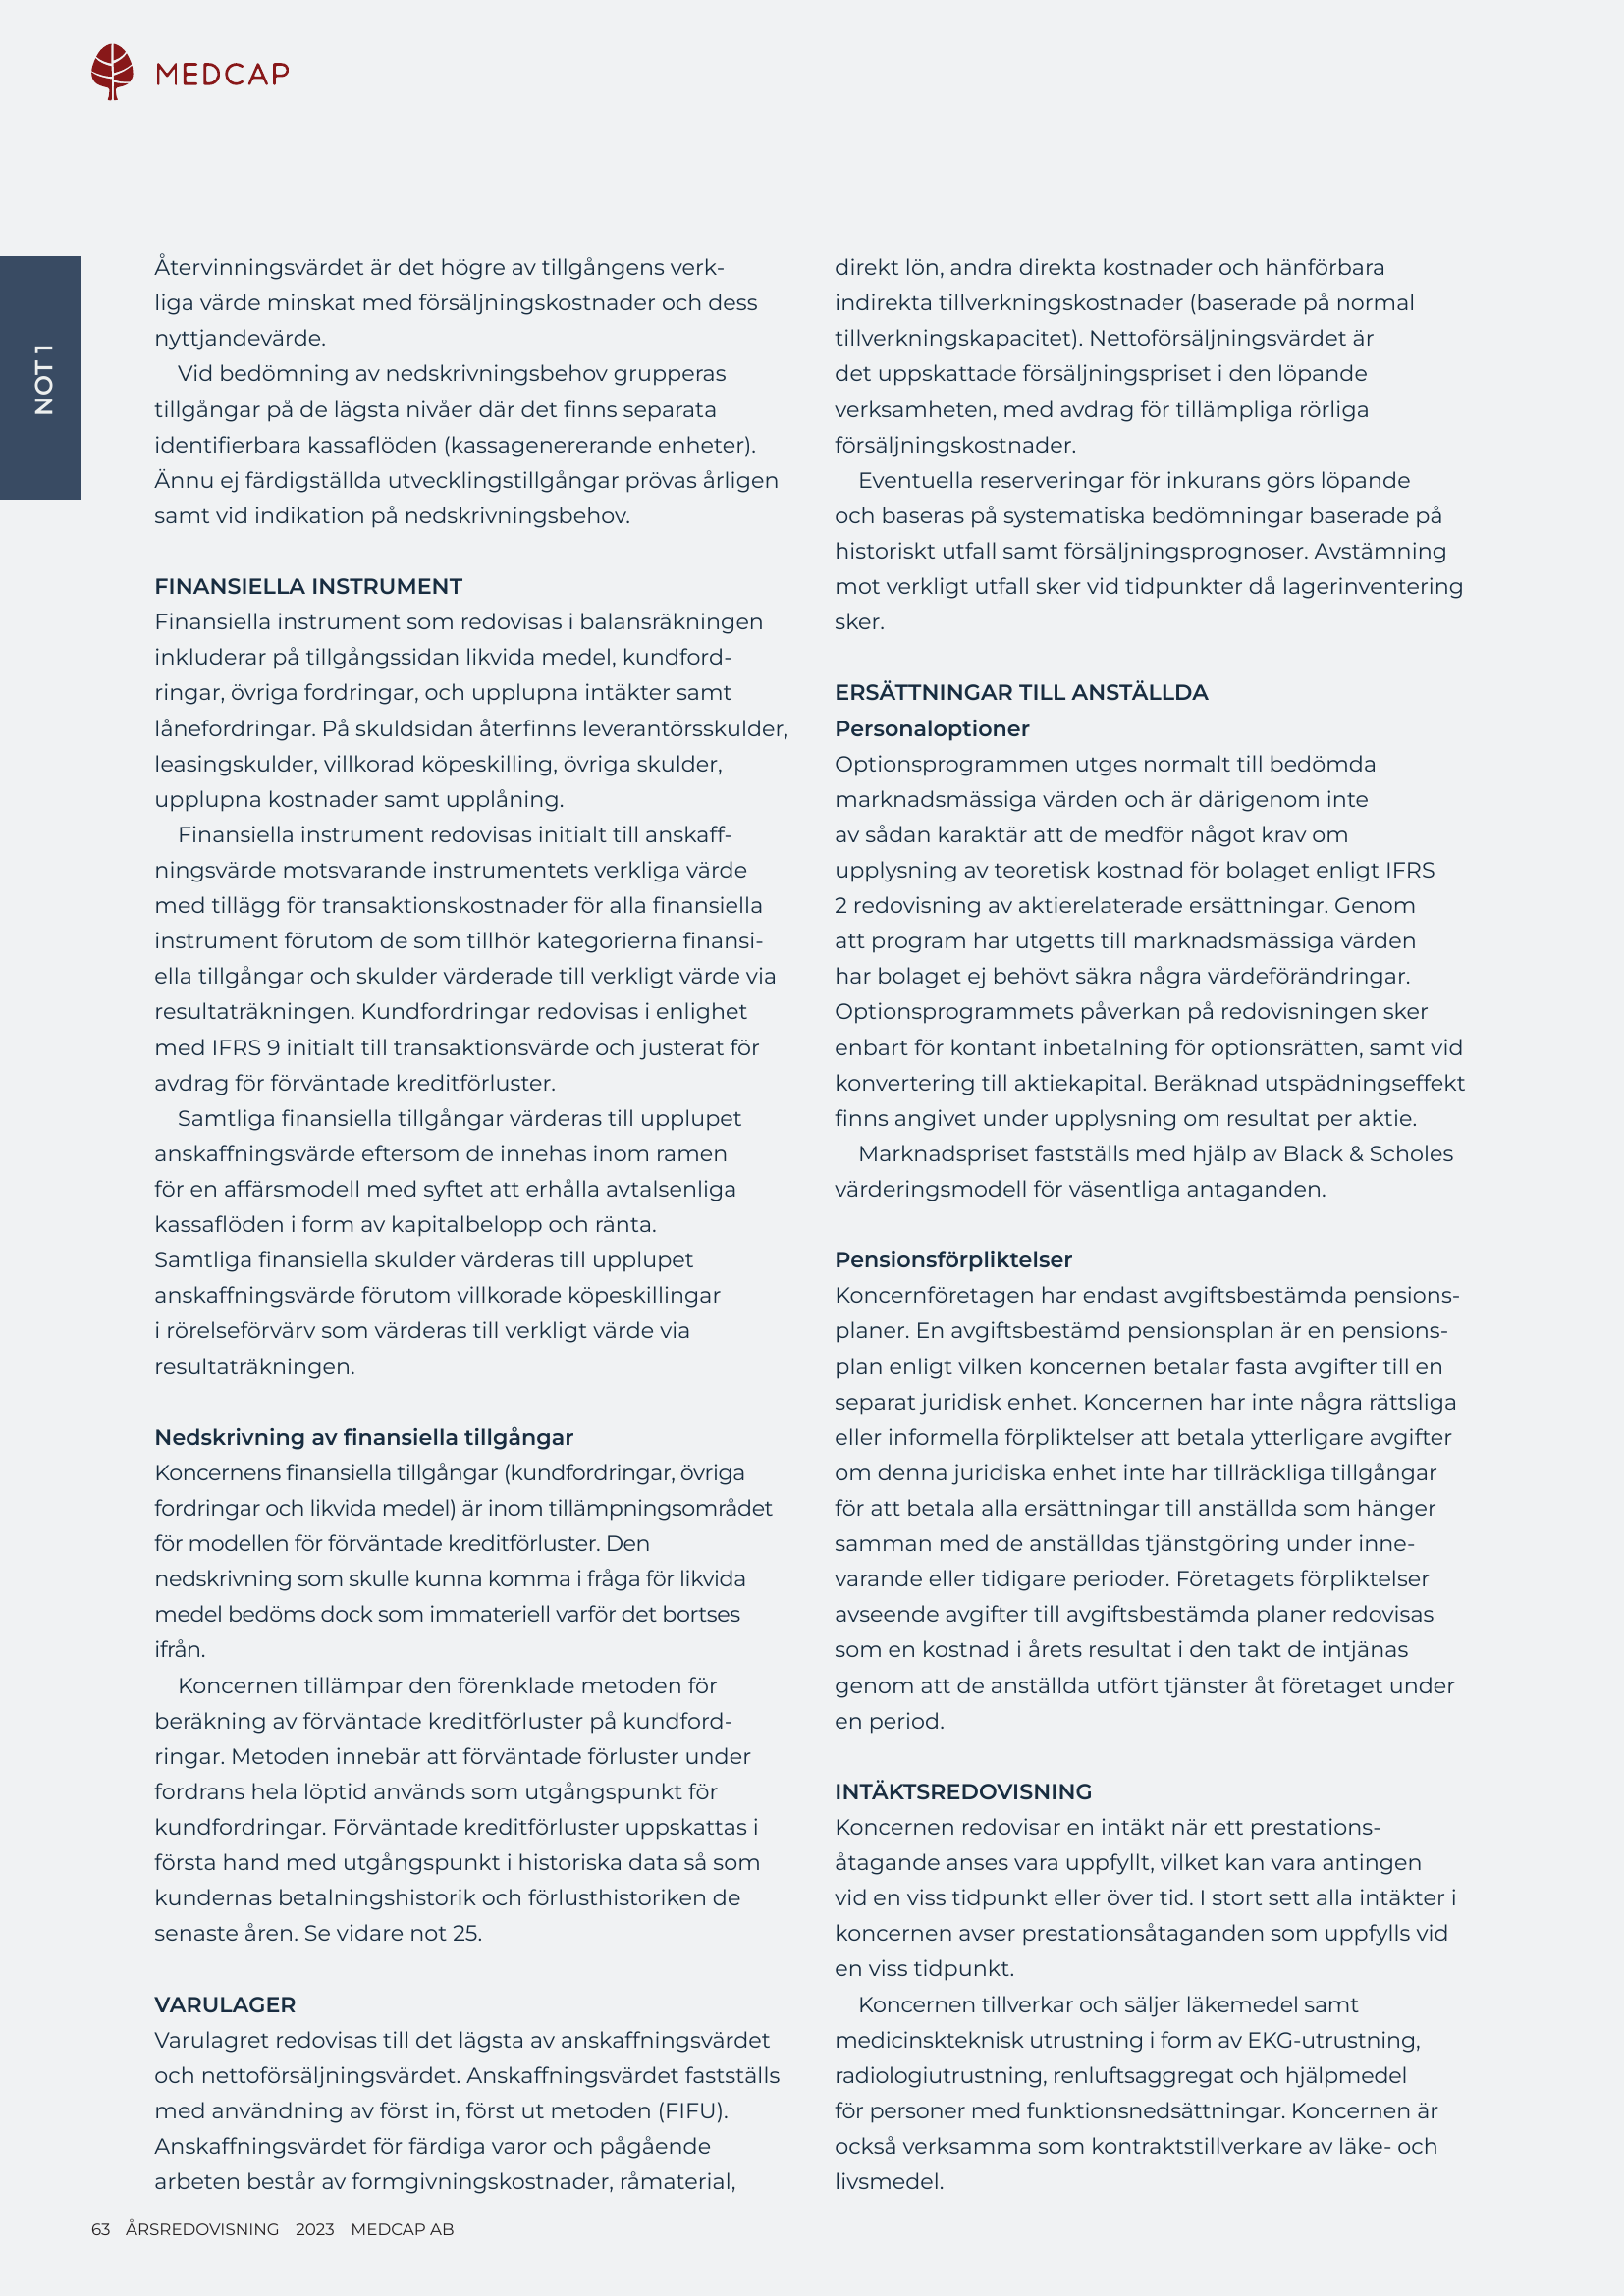 MEDCAP
NOT 1
Återvinningsvärdet är det högre av tillgångens verk-
liga värde minskat med försäljningskostnader och dess
nyttjandevärde.
Vid bedömning av nedskrivningsbehov grupperas
tillgångar på de lägsta nivåer där det finns separata
identifierbara kassaflöden (kassagenererande enheter).
Ännu ej färdigställda utvecklingstillgångar prövas årligen
samt vid indikation på nedskrivningsbehov.
FINANSIELLA INSTRUMENT
Finansiella instrument som redovisas i balansräkningen
inkluderar på tillgångssidan likvida medel, kundford-
ringar, övriga fordringar, och upplupna intäkter samt
lånefordringar. På skuldsidan återfinns leverantörsskulder,
leasingskulder, villkorad köpeskilling, övriga skulder,
upplupna kostnader samt upplåning.
Finansiella instrument redovisas initialt till anskaff-
ningsvärde motsvarande instrumentets verkliga värde
med tillägg för transaktionskostnader för alla finansiella
instrument förutom de som tillhör kategorierna finansi-
ella tillgångar och skulder värderade till verkligt värde via
resultaträkningen. Kundfordringar redovisas i enlighet
med IFRS 9 initialt till transaktionsvärde och justerat för
avdrag för förväntade kreditförluster.
Samtliga finansiella tillgångar värderas till upplupet
anskaffningsvärde eftersom de innehas inom ramen
för en affärsmodell med syftet att erhålla avtalsenliga
kassaflöden i form av kapitalbelopp och ränta.
Samtliga finansiella skulder värderas till upplupet
anskaffningsvärde förutom villkorade köpeskillingar
i rörelseförvärv som värderas till verkligt värde via
resultaträkningen.
Nedskrivning av finansiella tillgångar
Koncernens finansiella tillgångar (kundfordringar, övriga
fordringar och likvida medel) är inom tillämpningsområdet
för modellen för förväntade kreditförluster. Den
nedskrivning som skulle kunna komma i fråga för likvida
medel bedöms dock som immateriell varför det bortses
ifrån.
Koncernen tillämpar den förenklade metoden för
beräkning av förväntade kreditförluster på kundford-
ringar. Metoden innebär att förväntade förluster under
fordrans hela löptid används som utgångspunkt för
kundfordringar. Förväntade kreditförluster uppskattas i
första hand med utgångspunkt i historiska data så som
kundernas betalningshistorik och förlusthistoriken de
senaste åren. Se vidare not 25.
VARULAGER
Varulagret redovisas till det lägsta av anskaffningsvärdet
och nettoförsäljningsvärdet. Anskaffningsvärdet fastställs
med användning av först in, först ut metoden (FIFU).
Anskaffningsvärdet för färdiga varor och pågående
arbeten består av formgivningskostnader, råmaterial,
direkt lön, andra direkta kostnader och hänförbara
indirekta tillverkningskostnader (baserade på normal
tillverkningskapacitet). Nettoförsäljningsvärdet är
det uppskattade försäljningspriset i den löpande
verksamheten, med avdrag för tillämpliga rörliga
försäljningskostnader.
Eventuella reserveringar för inkurans görs löpande
och baseras på systematiska bedömningar baserade på
historiskt utfall samt försäljningsprognoser. Avstämning
mot verkligt utfall sker vid tidpunkter då lagerinventering
sker.
ERSÄTTNINGAR TILL ANSTÄLLDA
Personaloptioner
Optionsprogrammen utges normalt till bedömda
marknadsmässiga värden och är därigenom inte
av sådan karaktär att de medför något krav om
upplysning av teoretisk kostnad för bolaget enligt IFRS
2 redovisning av aktierelaterade ersättningar. Genom
att program har utgetts till marknadsmässiga värden
har bolaget ej behövt säkra några värdeförändringar.
Optionsprogrammets påverkan på redovisningen sker
enbart för kontant inbetalning för optionsrätten, samt vid
konvertering till aktiekapital. Beräknad utspädningseffekt
finns angivet under upplysning om resultat per aktie.
Marknadspriset fastställs med hjälp av Black & Scholes
värderingsmodell för väsentliga antaganden.
Pensionsförpliktelser
Koncernföretagen har endast avgiftsbestämda pensions-
planer. En avgiftsbestämd pensionsplan är en pensions-
plan enligt vilken koncernen betalar fasta avgifter till en
separat juridisk enhet. Koncernen har inte några rättsliga
eller informella förpliktelser att betala ytterligare avgifter
om denna juridiska enhet inte har tillräckliga tillgångar
för att betala alla ersättningar till anställda som hänger
samman med de anställdas tjänstgöring under inne-
varande eller tidigare perioder. Företagets förpliktelser
avseende avgifter till avgiftsbestämda planer redovisas
som en kostnad i årets resultat i den takt de intjänas
genom att de anställda utfört tjänster åt företaget under
en period.
INTÄKTSREDOVISNING
Koncernen redovisar en intäkt när ett prestations-
åtagande anses vara uppfyllt, vilket kan vara antingen
vid en viss tidpunkt eller över tid. I stort sett alla intäkter i
koncernen avser prestationsåtaganden som uppfylls vid
en viss tidpunkt.
Koncernen tillverkar och säljer läkemedel samt
medicinskteknisk utrustning i form av EKG-utrustning,
radiologiutrustning, renluftsaggregat och hjälpmedel
för personer med funktionsnedsättningar. Koncernen är
också verksamma som kontraktstillverkare av läke- och
livsmedel.
63 ÅRSREDOVISNING 2023 MEDCAP AB